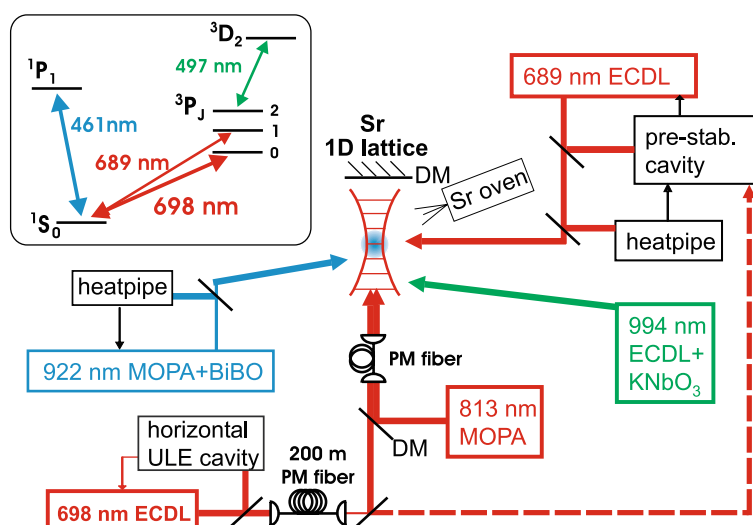 ³D₂
497 nm
¹P₁
³P_J
2
1
0
461nm
689 nm
698 nm
¹S₀
Sr
1D lattice
DM
Sr oven
689 nm ECDL
pre-stab.
cavity
heatpipe
heatpipe
922 nm MOPA+BiBO
PM fiber
994 nm
ECDL+
KNbO₃
813 nm
MOPA
DM
horizontal
ULE cavity
200 m
PM fiber
698 nm ECDL